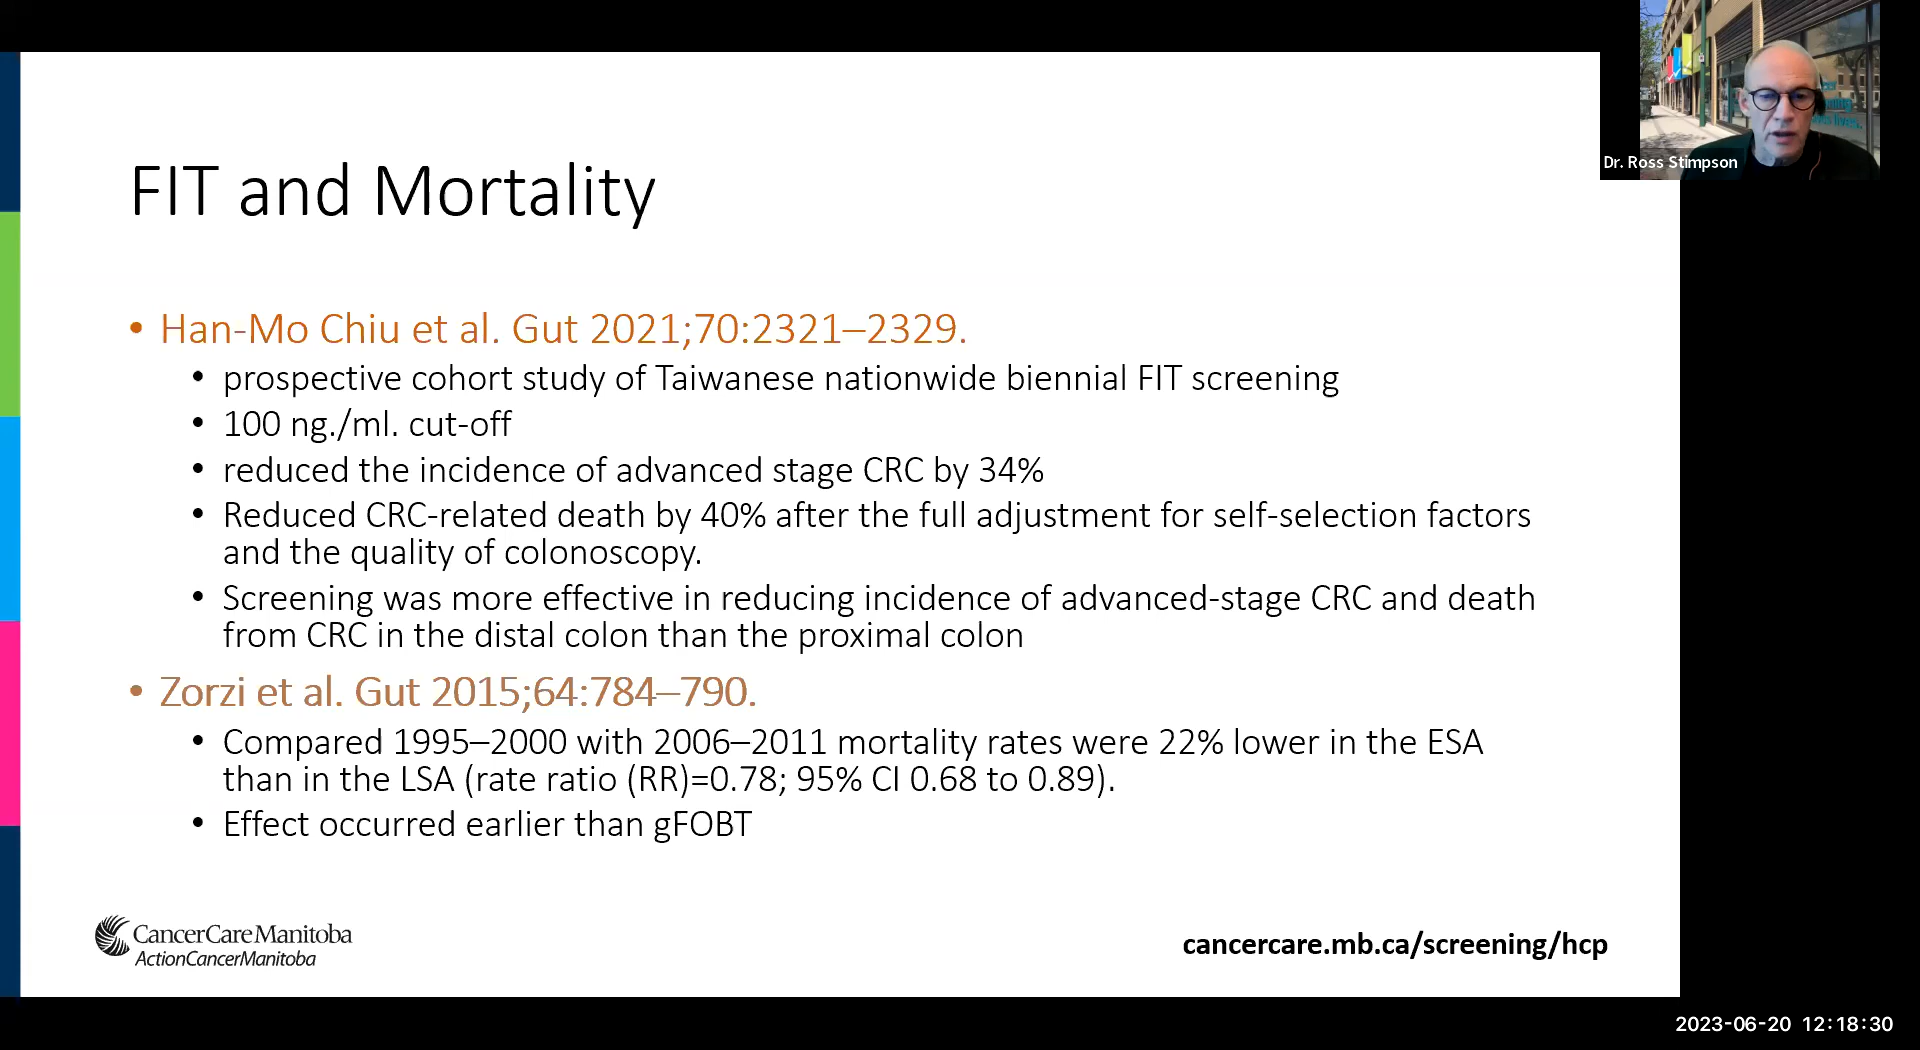 Dr. Ross Stimpson
FIT and Mortality
• Han-Mo Chiu et al. Gut 2021;70:2321–2329.
• prospective cohort study of Taiwanese nationwide biennial FIT screening
• 100 ng./ml. cut-off
• reduced the incidence of advanced stage CRC by 34%
• Reduced CRC-related death by 40% after the full adjustment for self-selection factors
and the quality of colonoscopy.
• Screening was more effective in reducing incidence of advanced-stage CRC and death
from CRC in the distal colon than the proximal colon
• Zorzi et al. Gut 2015;64:784–790.
• Compared 1995–2000 with 2006–2011 mortality rates were 22% lower in the ESA
than in the LSA (rate ratio (RR)=0.78; 95% CI 0.68 to 0.89).
• Effect occurred earlier than gFOBT
CancerCareManitoba
ActionCancerManitoba
cancercare.mb.ca/screening/hcp
2023-06-20 12:18:30